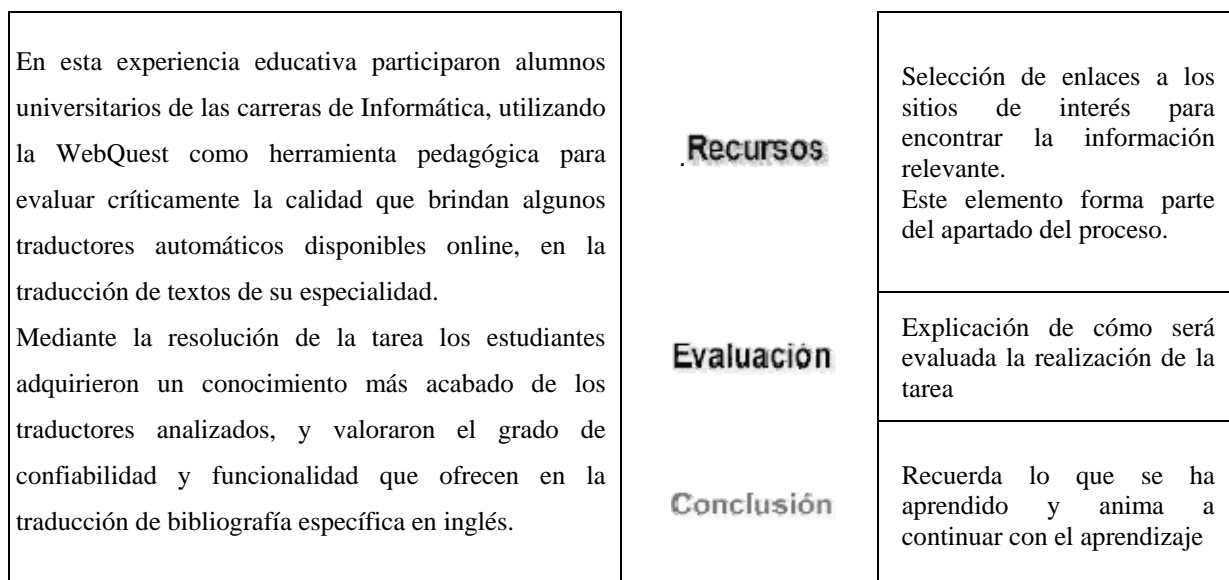 En esta experiencia educativa participaron alumnos
universitarios de las carreras de Informática, utilizando
la WebQuest como herramienta pedagógica para
evaluar críticamente la calidad que brindan algunos
traductores automáticos disponibles online, en la
traducción de textos de su especialidad.
Mediante la resolución de la tarea los estudiantes
adquirieron un conocimiento más acabado de los
traductores analizados, y valoraron el grado de
confiabilidad y funcionalidad que ofrecen en la
traducción de bibliografía específica en inglés.
.Recursos
Selección de enlaces a los
sitios de interés para
encontrar la información
relevante.
Este elemento forma parte
del apartado del proceso.
Evaluación
Explicación de cómo será
evaluada la realización de la
tarea
Conclusión
Recuerda lo que se ha
aprendido y anima a
continuar con el aprendizaje